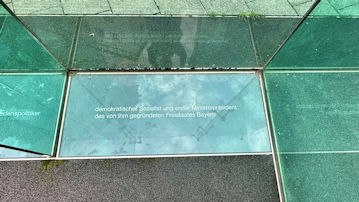 demokratischer Sozialist und erster Ministerpräsident
des von ihm gegründeten Freistaates Bayern